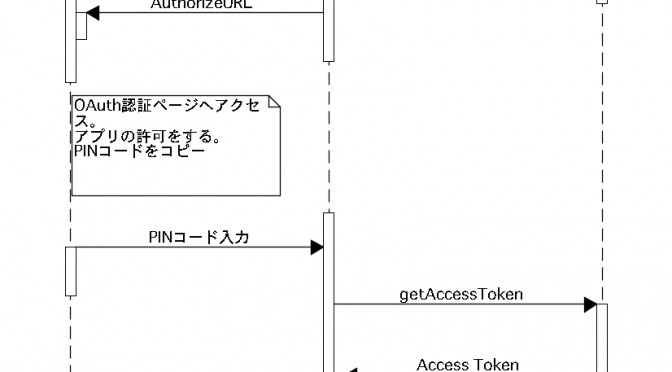 AuthorizeURL
OAuth認証ページへアクセ
ス。
アプリの許可をする。
PINコードをコピー
PINコード入力
getAccessToken
Access Token